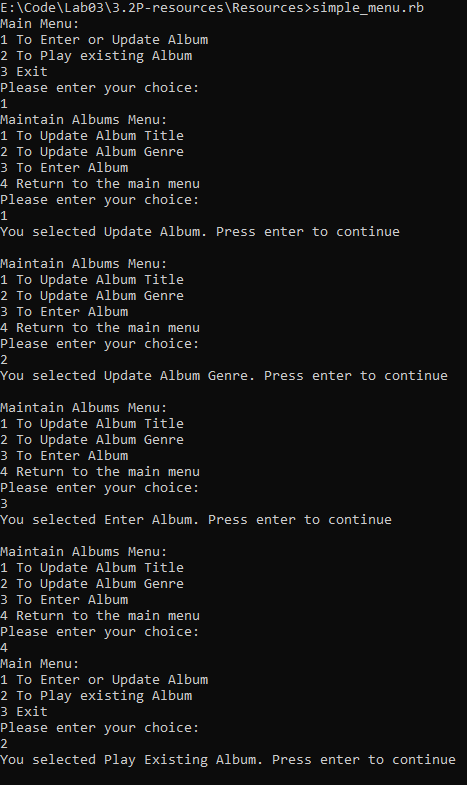 E:\Code\Lab03\3.2P-resources\Resources>simple_menu.rb
Main Menu:
1 To Enter or Update Album
2 To Play existing Album
3 Exit
Please enter your choice:
1
Maintain Albums Menu:
1 To Update Album Title
2 To Update Album Genre
3 To Enter Album
4 Return to the main menu
Please enter your choice:
1
You selected Update Album. Press enter to continue

Maintain Albums Menu:
1 To Update Album Title
2 To Update Album Genre
3 To Enter Album
4 Return to the main menu
Please enter your choice:
2
You selected Update Album Genre. Press enter to continue

Maintain Albums Menu:
1 To Update Album Title
2 To Update Album Genre
3 To Enter Album
4 Return to the main menu
Please enter your choice:
3
You selected Enter Album. Press enter to continue

Maintain Albums Menu:
1 To Update Album Title
2 To Update Album Genre
3 To Enter Album
4 Return to the main menu
Please enter your choice:
4
Main Menu:
1 To Enter or Update Album
2 To Play existing Album
3 Exit
Please enter your choice:
2
You selected Play Existing Album. Press enter to continue